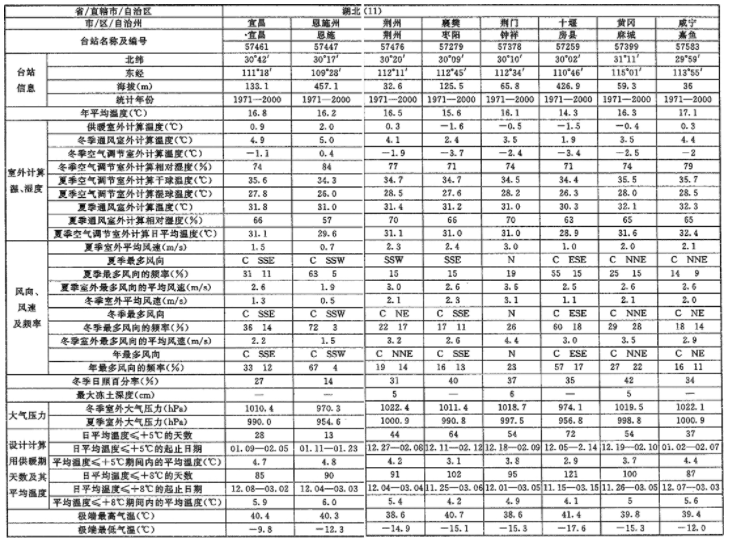 省/直辖市/自治区 湖北(11)
市/区/自治州 宜昌 恩施州 荆州 襄樊 荆门 十堰 黄冈 咸宁
台站名称及编号 ·宜昌 恩施 荆州 枣阳 钟祥 房县 麻城 嘉鱼
57461 57447 57476 57279 57378 57259 57399 57583
台站信息 北纬 30°42′ 30°17′ 30°20′ 30°09′ 30°10′ 30°02′ 31°11′ 29°59′
东经 111°18′ 109°28′ 112°11′ 112°45′ 112°34′ 110°46′ 115°01′ 113°55′
海拔(m) 133.1 457.1 32.6 125.5 65.8 426.9 59.3 36
统计年份 1971—2000 1971—2000 1971—2000 1971—2000 1971—2000 1971—2000 1971—2000 1971—2000
年平均温度(℃) 16.8 16.2 16.5 15.6 16.1 14.3 16.3 17.1
室外计算温、湿度 供暖室外计算温度(℃) 0.9 2.0 0.3 −1.6 −0.5 −1.5 −0.4 0.3
冬季通风室外计算温度(℃) 4.9 5.0 4.1 2.4 3.5 1.9 3.5 4.4
冬季空气调节室外计算温度(℃) −1.1 0.4 −1.9 −3.7 −2.4 −3.4 −2.5 −2
冬季空气调节室外计算相对湿度(%) 74 84 77 71 74 71 74 79
夏季空气调节室外计算干球温度(℃) 35.6 34.3 34.7 34.7 34.5 34.4 35.5 35.7
夏季空气调节室外计算湿球温度(℃) 27.8 26.0 28.5 27.6 28.2 26.3 28.0 28.5
夏季通风室外计算温度(℃) 31.8 31.0 31.4 31.2 31.0 30.3 32.1 32.3
夏季通风室外计算相对湿度(%) 66 57 70 66 70 63 65 65
夏季空气调节室外计算日平均温度(℃) 31.1 29.6 31.1 31.0 31.0 28.9 31.6 32.4
风向、风速及频率 夏季室外平均风速(m/s) 1.5 0.7 2.3 2.4 3.0 1.0 2.0 2.1
夏季最多风向 C SSE C SSW SSW SSE N C ESE C NNE C NNE
夏季最多风向的频率(%) 31 11 63 5 15 15 19 55 15 25 15 14 9
夏季室外最多风向的平均风速(m/s) 2.6 1.9 3.0 2.6 3.6 2.5 2.6 2.6
冬季室外平均风速(m/s) 1.3 0.5 2.1 2.3 3.1 1.1 2.1 2.0
冬季最多风向 C SSE C SSW C NE C SSE N C ESE C NNE C NE
冬季最多风向的频率(%) 36 14 72 3 22 17 17 11 26 60 18 29 28 18 14
冬季室外最多风向的平均风速(m/s) 2.2 1.5 3.2 2.6 4.4 3.0 3.5 2.9
年最多风向 C SSE C SSW C NNE C SSE N C ESE C NNE C NE
年最多风向的频率(%) 33 12 67 4 19 14 16 13 23 57 17 27 22 16 11
冬季日照百分率(%) 27 14 31 40 37 35 42 34
最大冻土深度(cm) — — 5 — 6 — 5 —
大气压力 冬季室外大气压力(hPa) 1010.4 970.3 1022.4 1011.4 1018.7 974.1 1019.5 1022.1
夏季室外大气压力(hPa) 990.0 954.6 1000.9 990.8 997.5 956.8 998.8 1000.9
设计计算用供暖期天数及其平均温度 日平均温度≤+5℃的天数 28 13 44 64 54 72 54 37
日平均温度≤+5℃的起止日期 01.09—02.05 01.11—01.23 12.27—02.08 12.11—02.12 12.18—02.09 12.05—2.14 12.19—02.10 01.02—02.07
平均温度≤+5℃期间内的平均温度(℃) 4.7 4.8 4.2 3.1 3.8 2.9 3.7 4.4
日平均温度≤+8℃的天数 85 90 91 102 95 121 100 87
日平均温度≤+8℃的起止日期 12.08—03.02 12.04—03.03 12.04—03.04 11.25—03.06 12.01—03.05 11.15—03.15 11.26—03.05 12.07—03.03
平均温度≤+8℃期间内的平均温度(℃) 5.9 6.0 5.4 4.2 4.9 4.1 5 5.6
极端最高气温(℃) 40.4 40.3 38.6 40.7 38.6 41.4 39.8 39.4
极端最低气温(℃) −9.8 −12.3 −14.9 −15.1 −15.3 −17.6 −15.3 −12.0